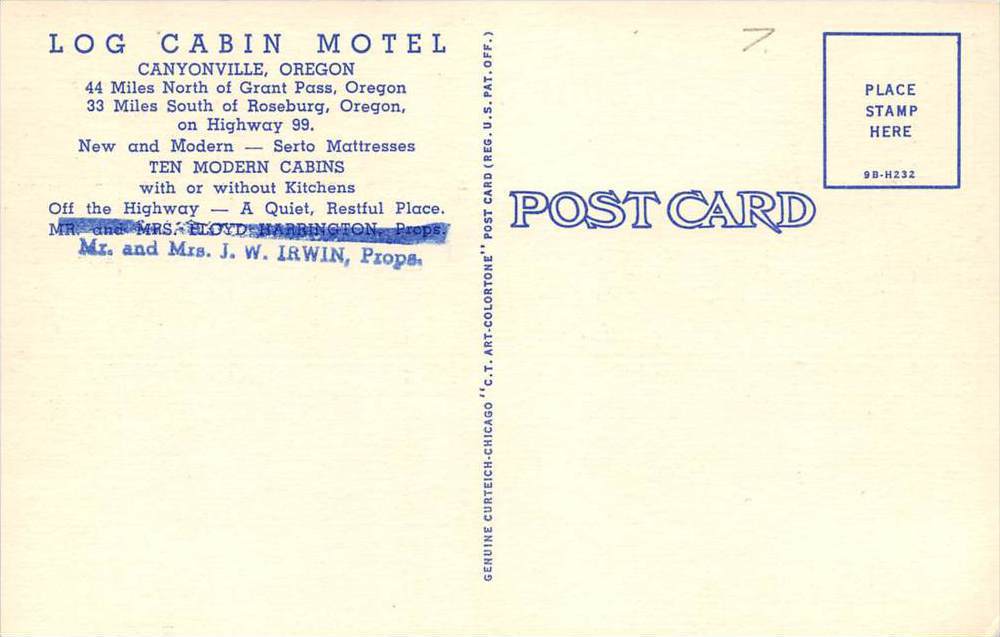 LOG CABIN MOTEL
CANYONVILLE, OREGON
44 Miles North of Grant Pass, Oregon
33 Miles South of Roseburg, Oregon,
on Highway 99.
New and Modern — Serto Mattresses
TEN MODERN CABINS
with or without Kitchens
Off the Highway — A Quiet, Restful Place.
MR. and MRS. FLOYD HARRINGTON, Props.
Mr. and Mrs. J. W. IRWIN, Props.
GENUINE CURTEICH-CHICAGO "C.T. ART-COLORTONE" POST CARD (REG. U.S. PAT. OFF.)
7.
POST CARD
PLACE
STAMP
HERE
9B-H232